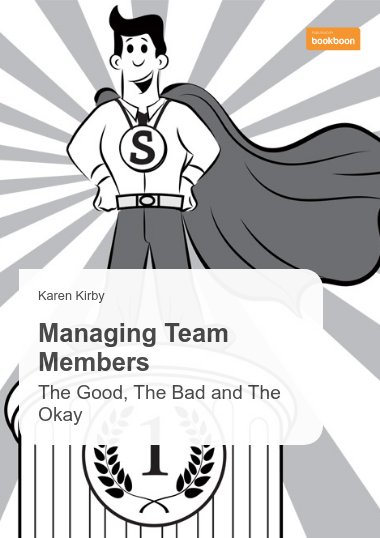 bookboon
S
Karen Kirby
Managing Team
Members
The Good, The Bad and The
Okay
1